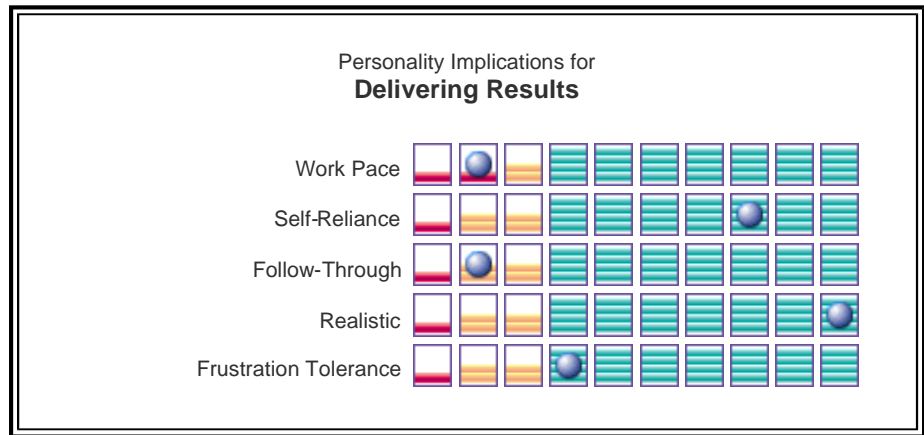 Personality Implications for
Delivering Results
Work Pace
Self-Reliance
Follow-Through
Realistic
Frustration Tolerance